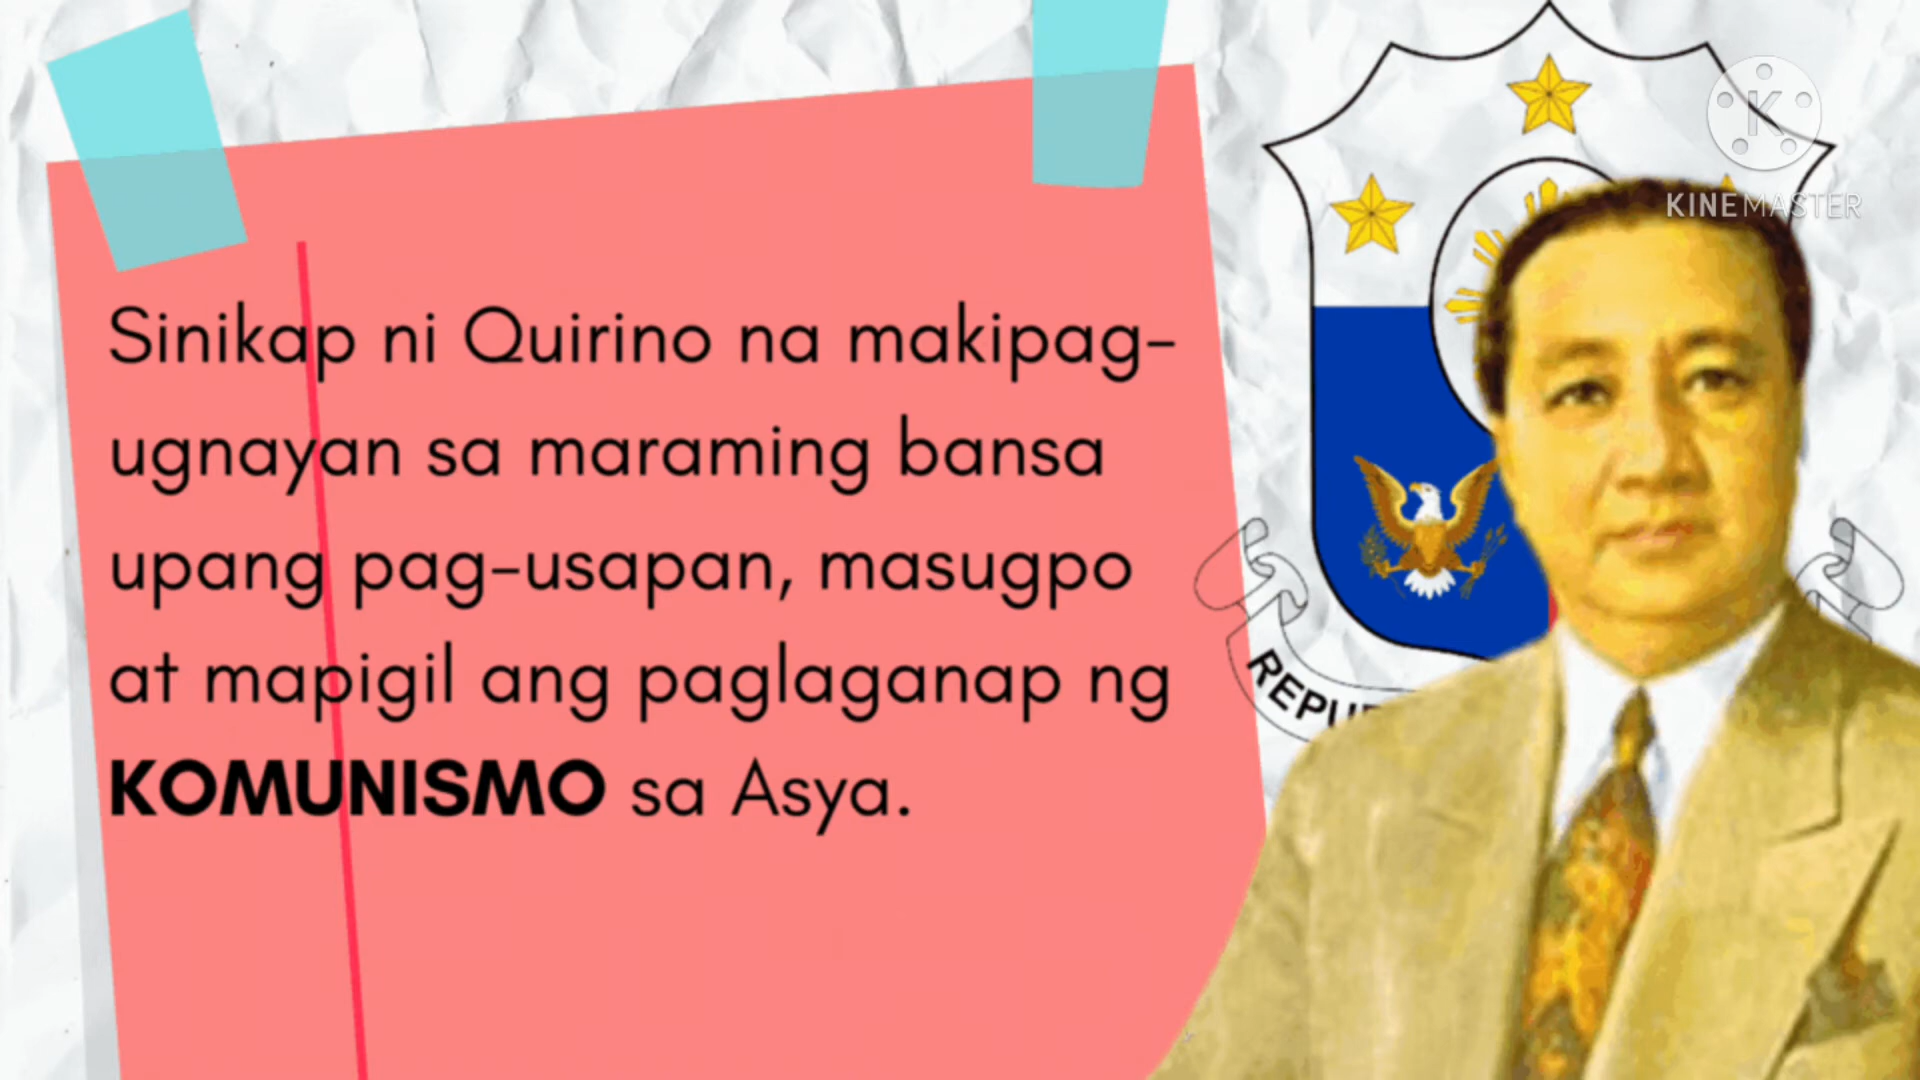 Sinikap ni Quirino na makipag-
ugnayan sa maraming bansa
upang pag-usapan, masugpo
at mapigil ang paglaganap ng
KOMUNISMO sa Asya.
K
KINEMASTER